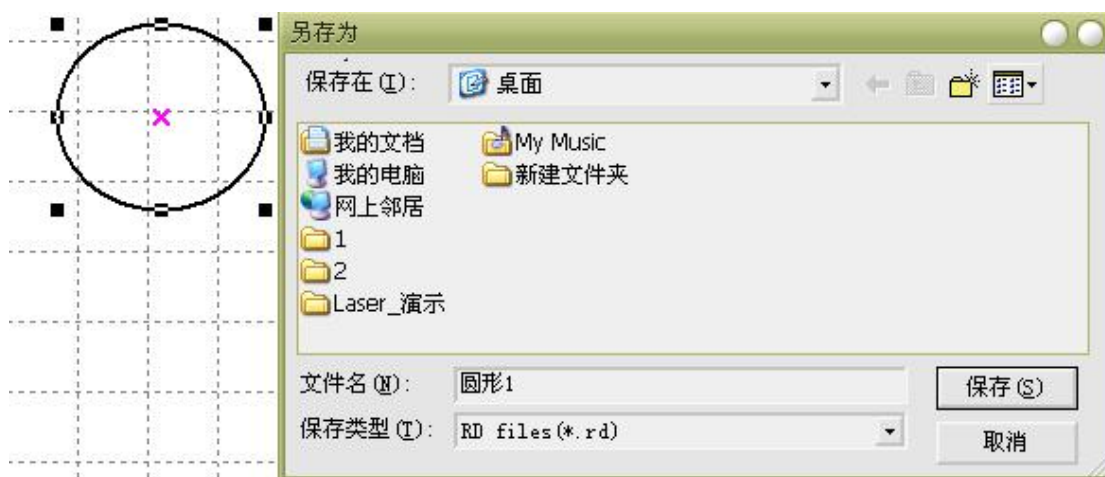 另存为
保存在(I): 桌面
我的文档 My Music
我的电脑 新建文件夹
网上邻居
1
2
Laser_演示
文件名(N): 圆形1 保存(S)
保存类型(T): RD files(*.rd) 取消